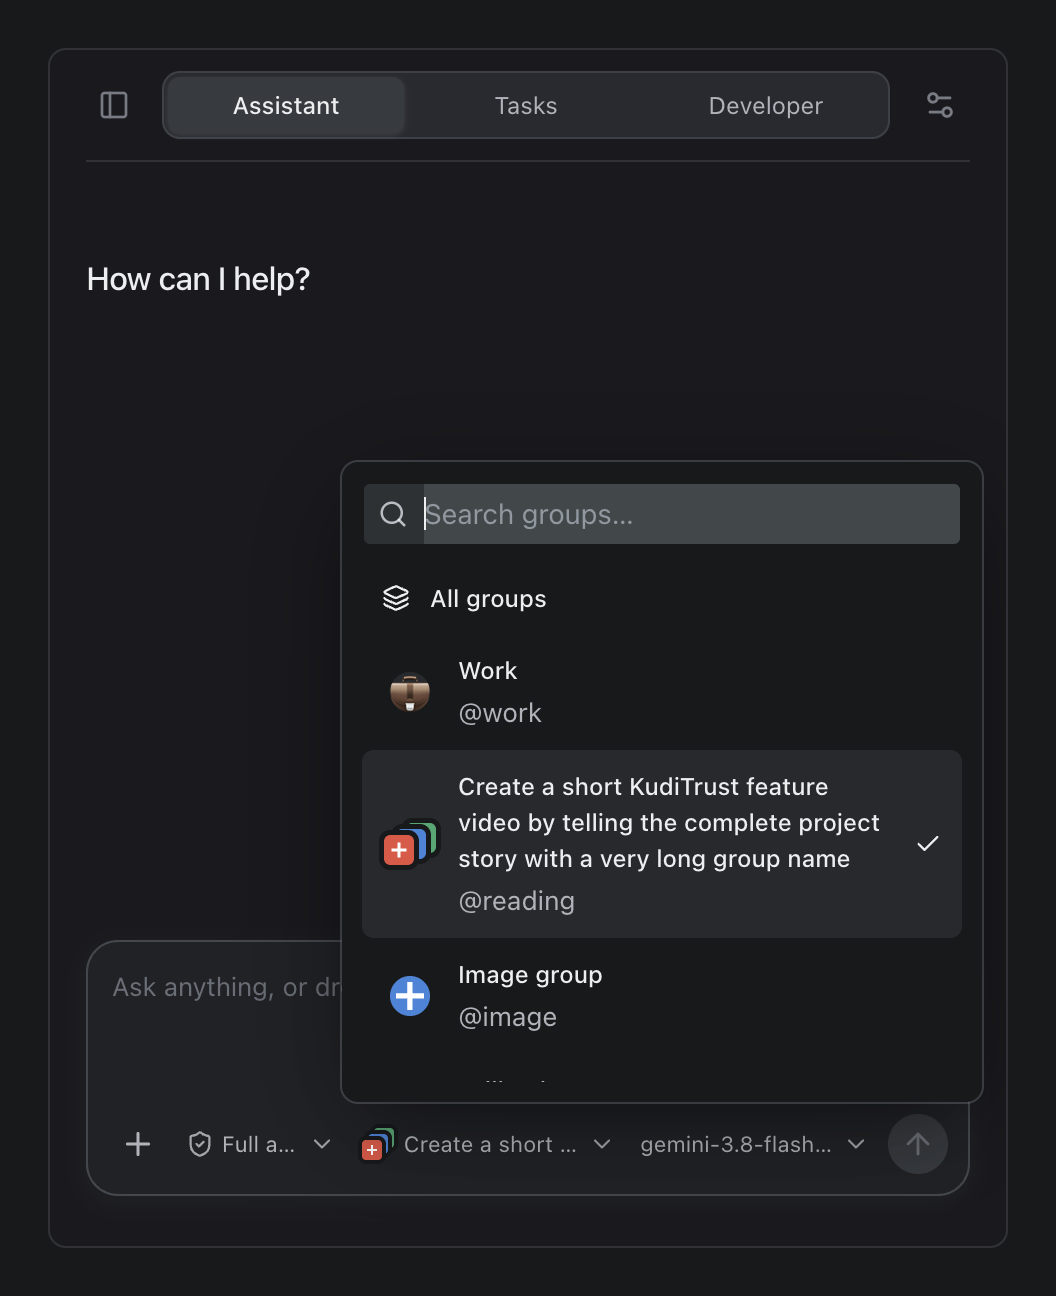 Assistant
Tasks
Developer
How can I help?
Search groups...
All groups
Work
@work
Create a short KudiTrust feature
video by telling the complete project
story with a very long group name
@reading
Image group
@image
Ask anything, or
Full a...
Create a short ...
gemini-3.8-flash...